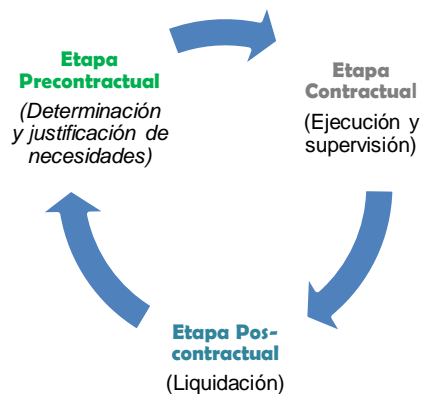 Etapa
Precontractual
(Determinación
y justificación de
necesidades)
Etapa
Contractual
(Ejecución y
supervisión)
Etapa Pos-
contractual
(Liquidación)